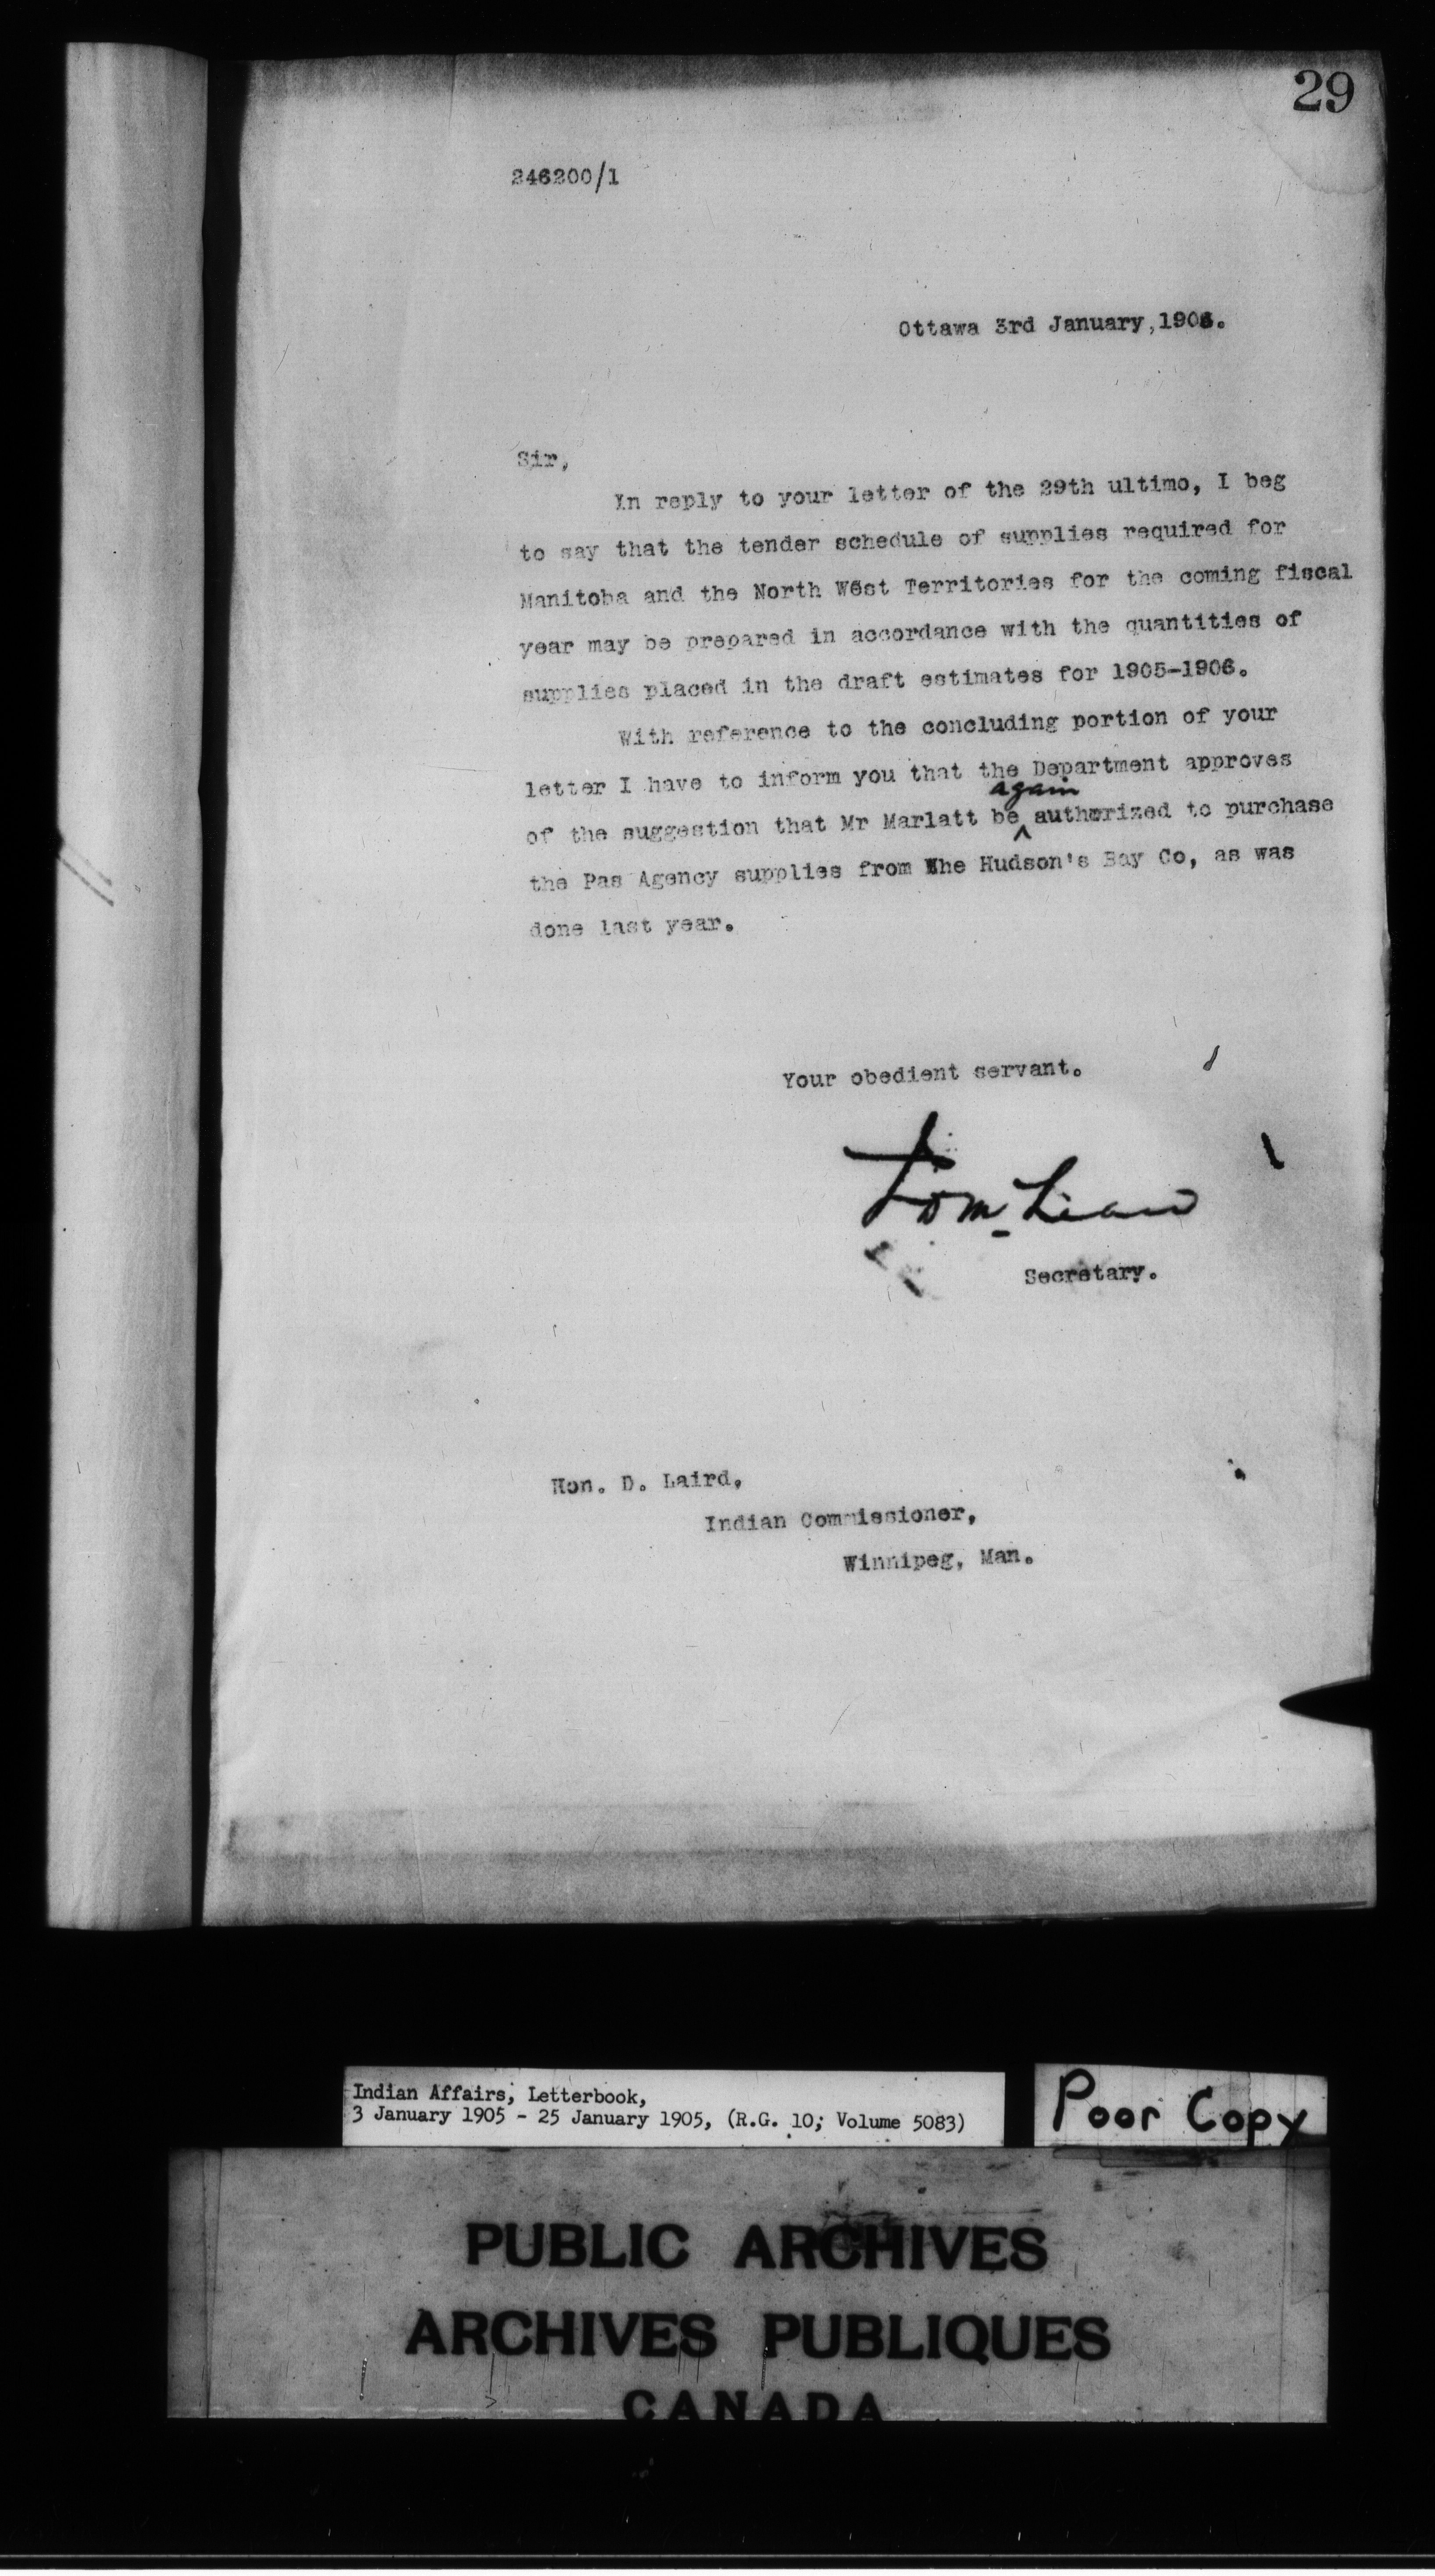 29
246200/1
Ottawa 3rd January, 1905.
Sir,
In reply to your letter of the 29th ultimo, I beg
to say that the tender schedule of supplies required for
Manitoba and the North West Territories for the coming fiscal
year may be prepared in accordance with the quantities of
supplies placed in the draft estimates for 1905-1906.
With reference to the concluding portion of your
letter I have to inform you that the Department approves
again
of the suggestion that Mr Marlatt be ^ authorized to purchase
the Pas Agency supplies from the Hudson's Bay Co, as was
done last year.
Your obedient servant.
Secretary.
Hon. D. Laird,
Indian Commissioner,
Winnipeg, Man.
Indian Affairs, Letterbook,
3 January 1905 - 25 January 1905, (R.G. 10, Volume 5083)
Poor Copy
PUBLIC ARCHIVES
ARCHIVES PUBLIQUES
CANADA